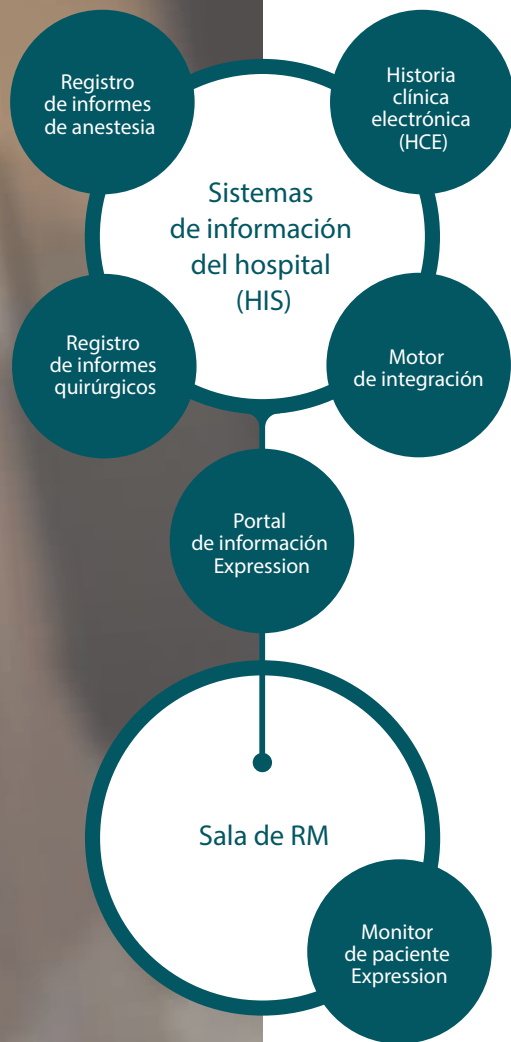 Registro
de informes
de anestesia
Historia
clínica
electrónica
(HCE)
Sistemas
de información
del hospital
(HIS)
Registro
de informes
quirúrgicos
Motor
de integración
Portal
de información
Expression
Sala de RM
Monitor
de paciente
Expression